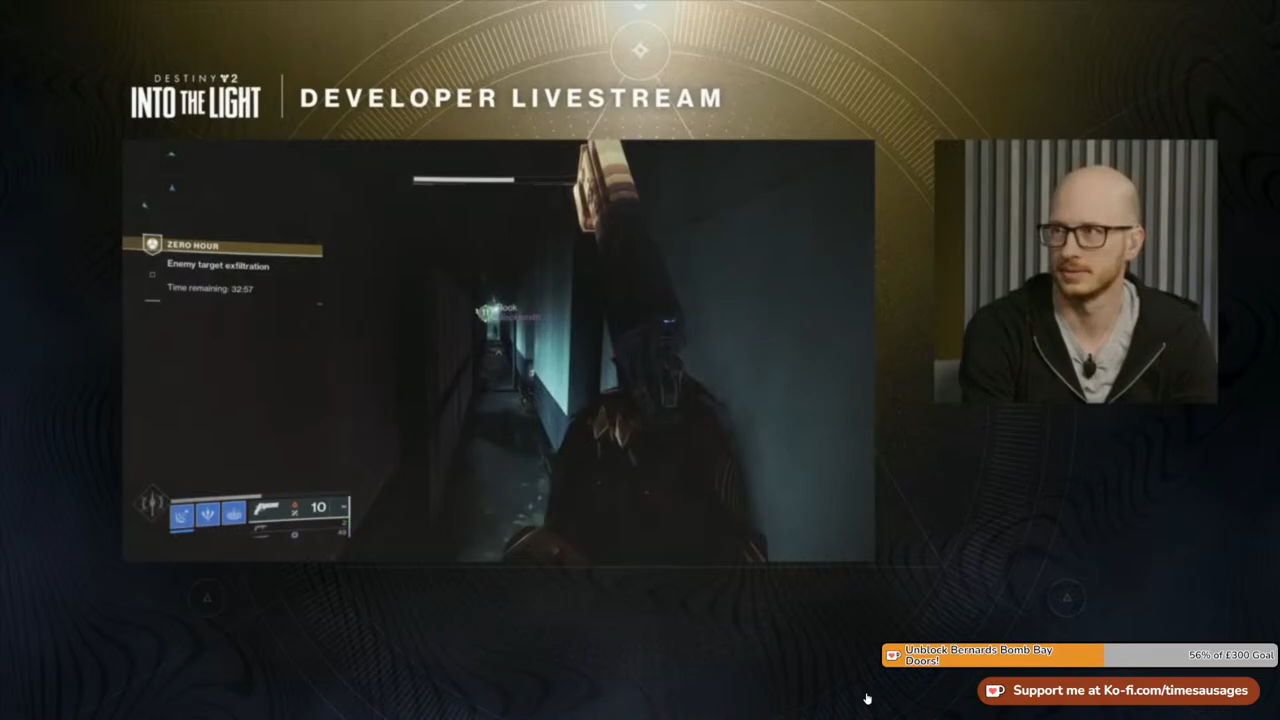 DESTINY 2
INTO THE LIGHT
DEVELOPER LIVESTREAM
ZERO HOUR
Enemy target exfiltration
Time remaining: 32:57
10
Unblock Bernards Bomb Bay
Doors!
56% of £300 Goal
Support me at Ko-fi.com/timesausages